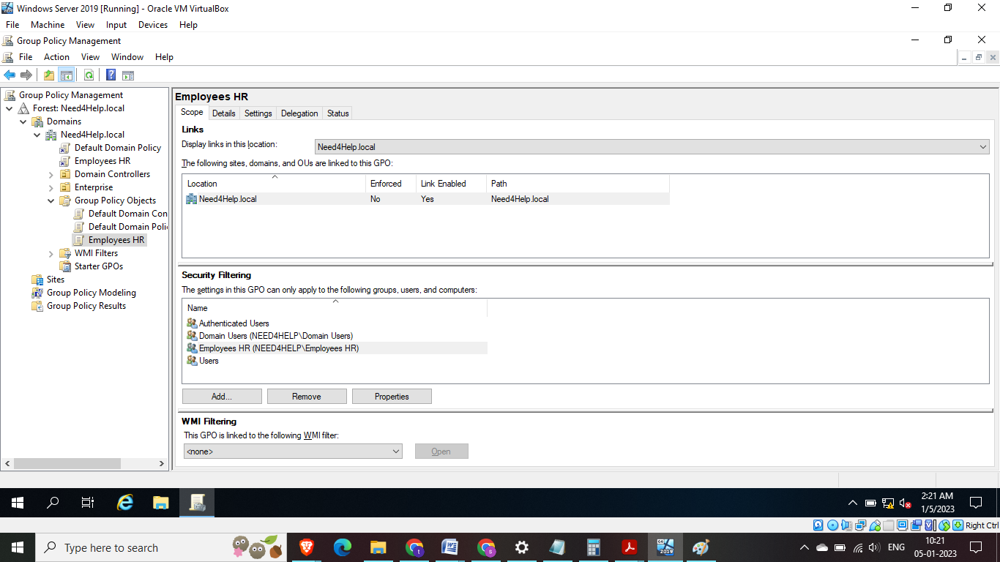 Windows Server 2019 [Running] - Oracle VM VirtualBox
File Machine View Input Devices Help
Group Policy Management
File Action View Window Help
Group Policy Management
Forest: Need4Help.local
Domains
Need4Help.local
Default Domain Policy
Employees HR
Domain Controllers
Enterprise
Group Policy Objects
Default Domain Con
Default Domain Poli
Employees HR
WMI Filters
Starter GPOs
Sites
Group Policy Modeling
Group Policy Results
Employees HR
Scope Details Settings Delegation Status
Links
Display links in this location: Need4Help.local
The following sites, domains, and OUs are linked to this GPO:
Location Enforced Link Enabled Path
Need4Help.local No Yes Need4Help.local
Security Filtering
The settings in this GPO can only apply to the following groups, users, and computers:
Name
Authenticated Users
Domain Users (NEED4HELP\Domain Users)
Employees HR (NEED4HELP\Employees HR)
Users
Add... Remove Properties
WMI Filtering
This GPO is linked to the following WMI filter:
<none> Open
2:21 AM
1/5/2023
Right Ctrl
Type here to search
ENG
10:21
05-01-2023